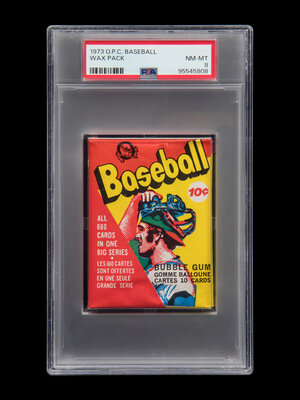 1973 O.P.C. BASEBALL
WAX PACK
NM-MT
8
PSA
95545808
Baseball
10¢
ALL
660
CARDS
IN ONE
BIG SERIES
LES 660 CARTES
SONT OFFERTES
EN UNE SEULE
GRANDE SERIE
BUBBLE GUM
GOMME BALLOUNE
CARTES 10 CARDS